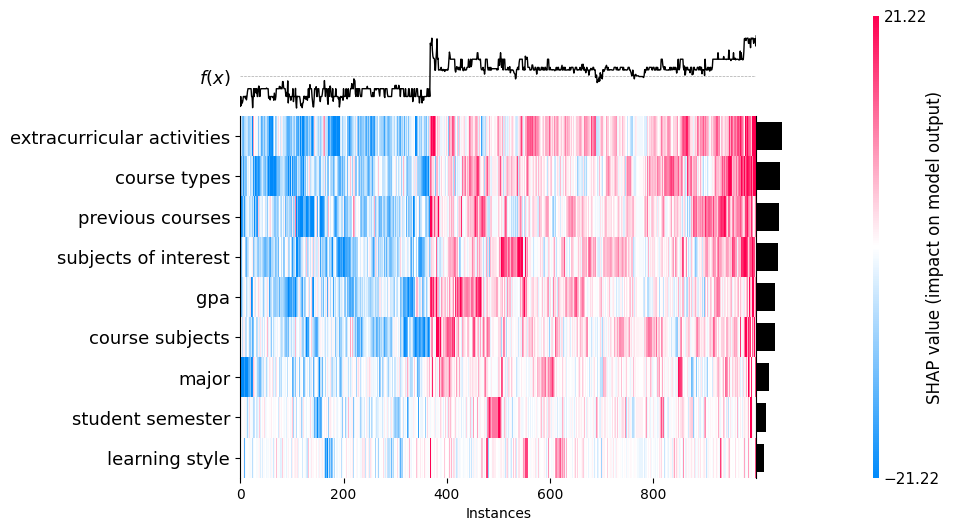 21.22
f(x)
extracurricular activities
course types
previous courses
subjects of interest
gpa
course subjects
major
student semester
learning style
0 200 400 600 800
Instances
SHAP value (impact on model output)
−21.22